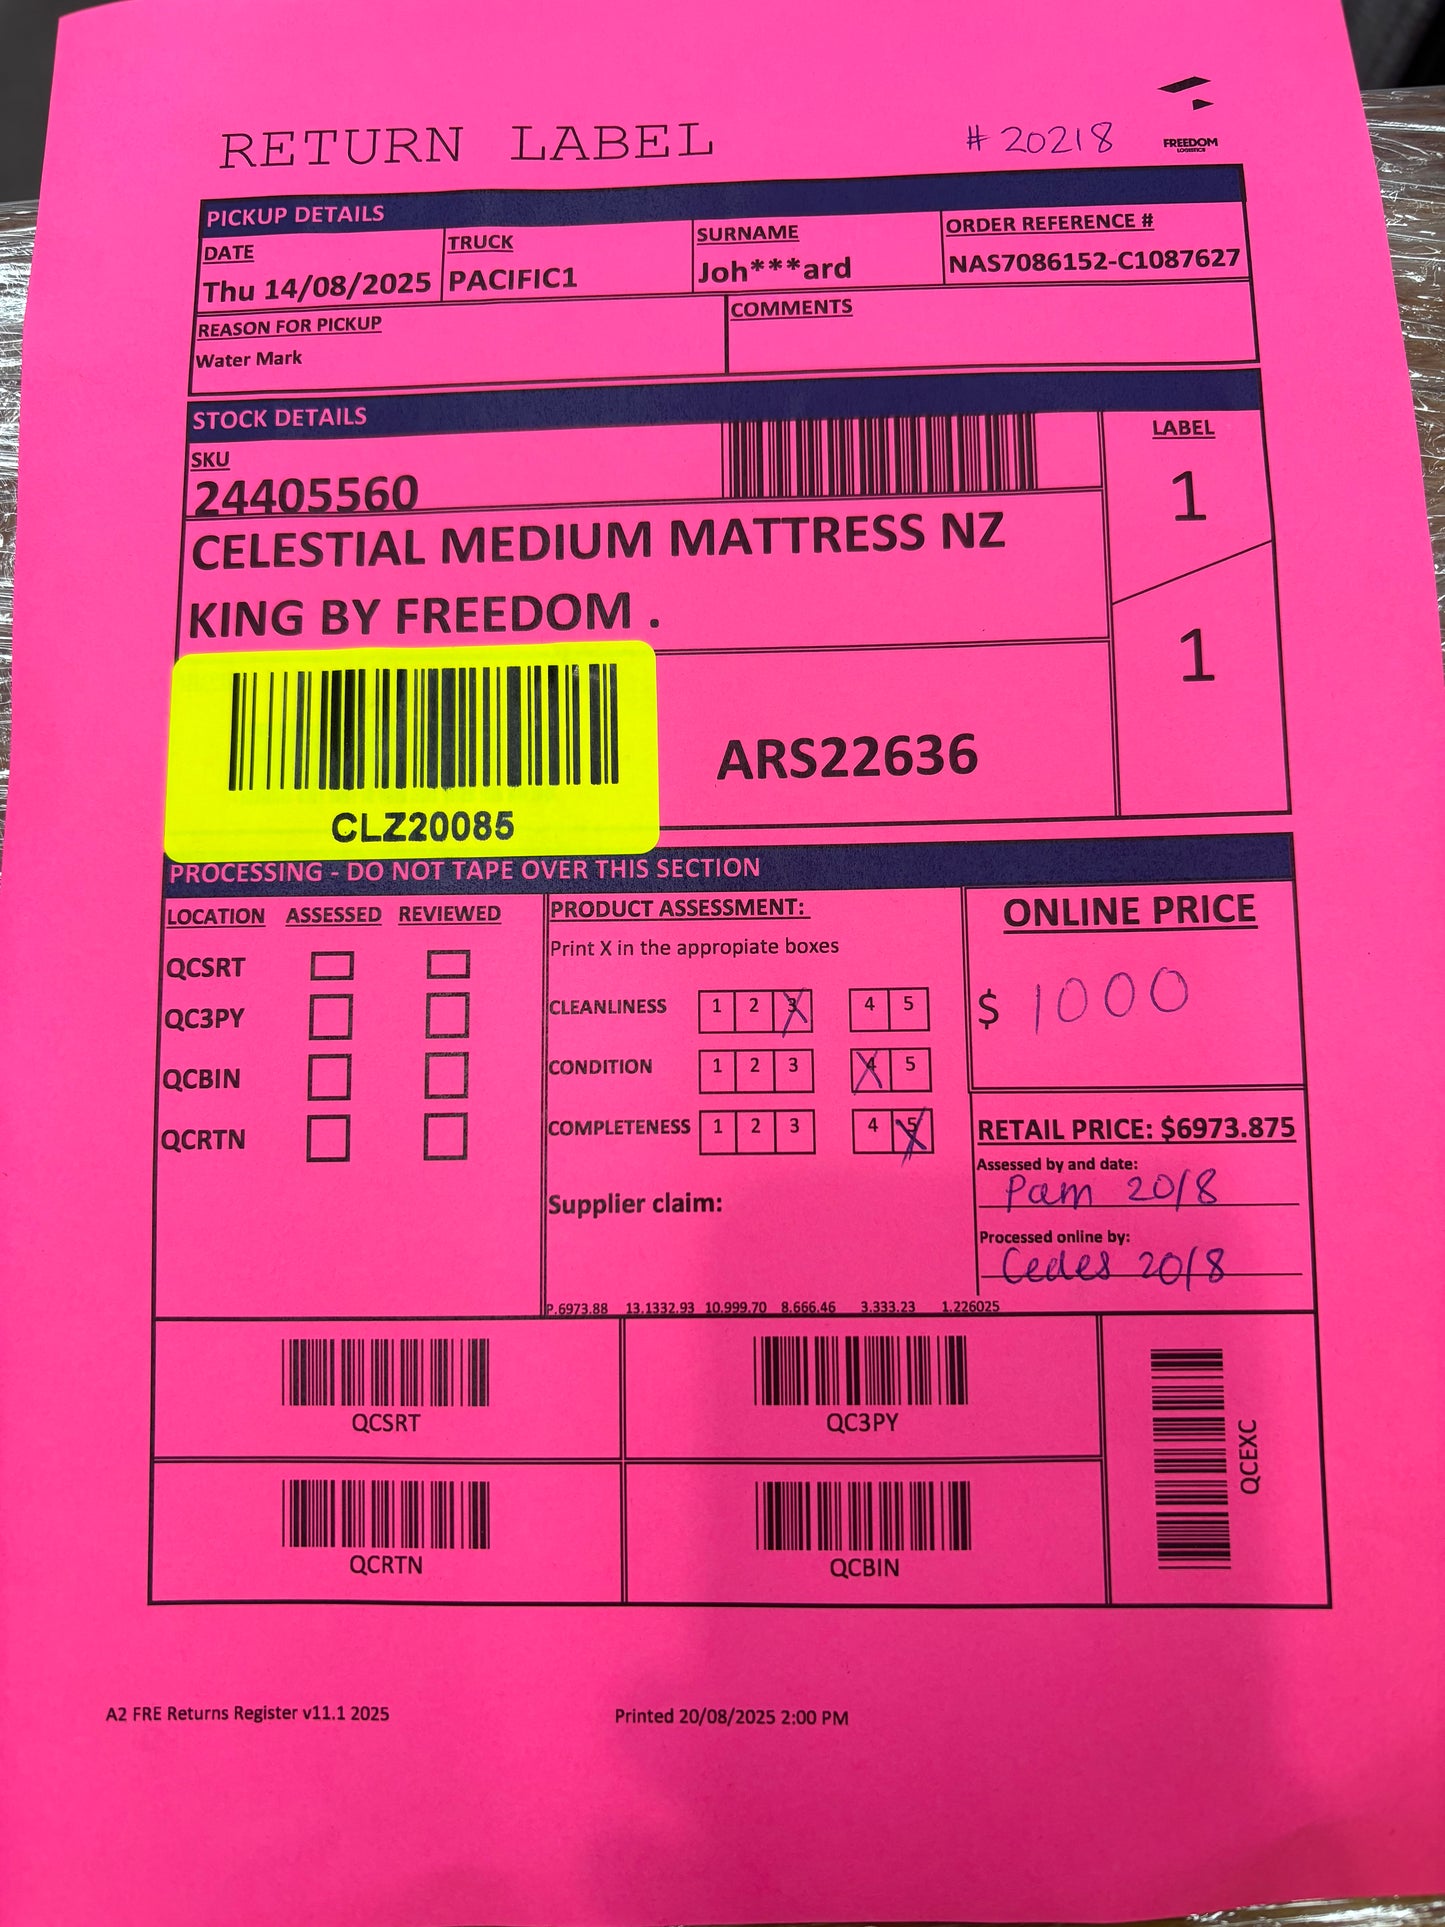 RETURN LABEL # 20218 FREEDOM
LOGISTICS
PICKUP DETAILS
DATE TRUCK SURNAME ORDER REFERENCE #
Thu 14/08/2025 PACIFIC1 Joh***ard NAS7086152-C1087627
REASON FOR PICKUP COMMENTS
Water Mark
STOCK DETAILS
LABEL
SKU
24405560
1
CELESTIAL MEDIUM MATTRESS NZ
KING BY FREEDOM .
1
ARS22636
CLZ20085
PROCESSING - DO NOT TAPE OVER THIS SECTION
LOCATION ASSESSED REVIEWED
QCSRT
QC3PY
QCBIN
QCRTN
PRODUCT ASSESSMENT:
Print X in the appropiate boxes
CLEANLINESS 1 2 3 4 5
CONDITION 1 2 3 4 5
COMPLETENESS 1 2 3 4 5
Supplier claim:
ONLINE PRICE
$ 1000
RETAIL PRICE: $6973.875
Assessed by and date:
Pam 20/8
Processed online by:
Cedes 20/8
P.6973.88 13.1332.93 10.999.70 8.666.46 3.333.23 1.226025
QCSRT QC3PY
QCEXC
QCRTN QCBIN
A2 FRE Returns Register v11.1 2025 Printed 20/08/2025 2:00 PM